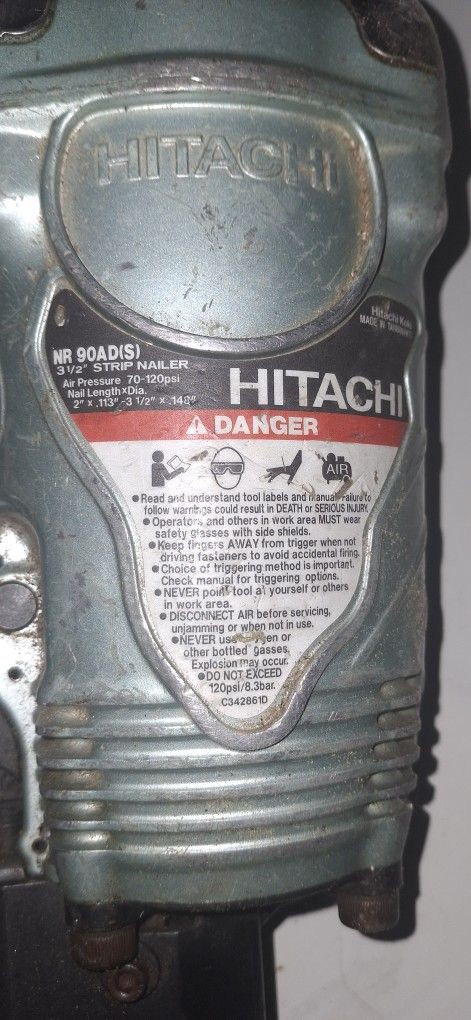 HITACHI
Hitachi Koki
MADE IN TAIWAN
NR 90AD(S)
3 1/2" STRIP NAILER
Air Pressure 70-120psi
Nail Length x Dia.
2" x .113"-3 1/2" x .148"
HITACHI
DANGER
AIR
●Read and understand tool labels and manual. Failure to
follow warnings could result in DEATH or SERIOUS INJURY.
●Operators and others in work area MUST wear
safety glasses with side shields.
●Keep fingers AWAY from trigger when not
driving fasteners to avoid accidental firing.
●Choice of triggering method is important.
Check manual for triggering options.
●NEVER point tool at yourself or others
in work area.
●DISCONNECT AIR before servicing,
unjamming or when not in use.
●NEVER use oxygen or
other bottled gasses.
Explosion may occur.
●DO NOT EXCEED
120psi/8.3bar.
C342861D